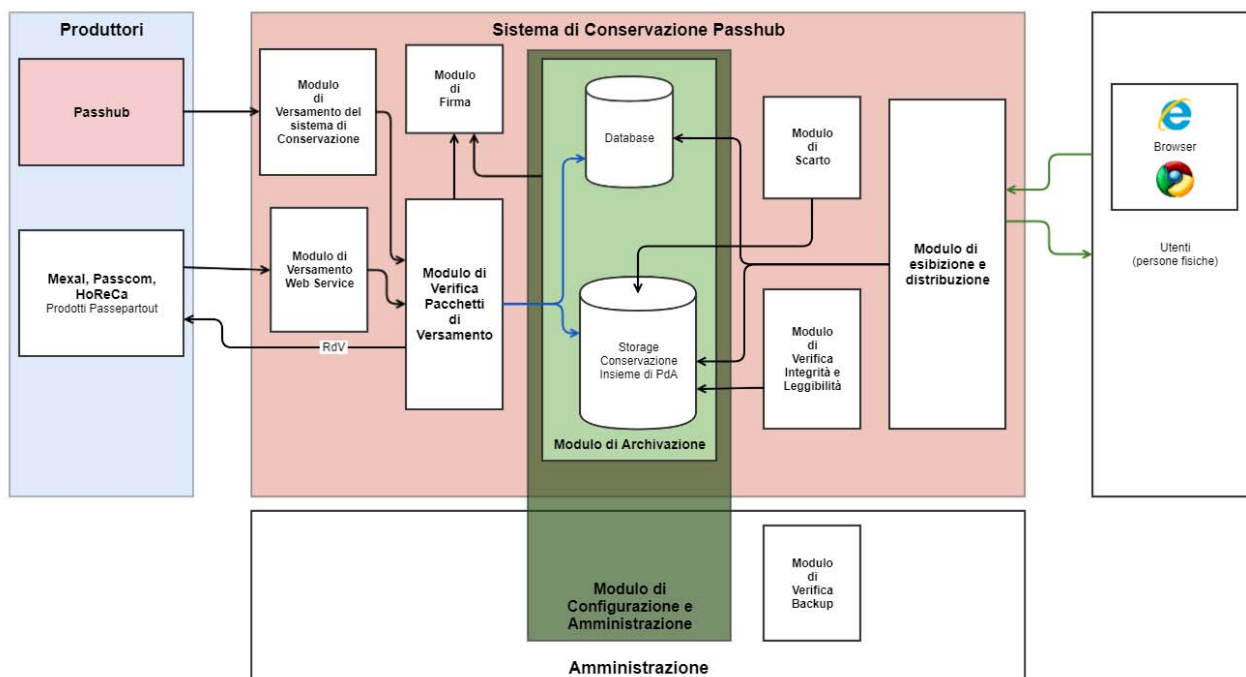 Produttori
Passhub
Mexal, Passcom,
HoReCa
Prodotti Passepartout
Sistema di Conservazione Passhub
Modulo
di
Versamento del
sistema di
Conservazione
Modulo
di
Firma
Modulo di
Versamento
Web Service
Modulo di
Verifica
Pacchetti
di
Versamento
RdV
Database
Storage
Conservazione
Insieme di PdA
Modulo di Archivazione
Modulo
di
Scarto
Modulo
di
Verifica
Integrità e
Leggibilità
Modulo di
esibizione e
distribuzione
Browser
Utenti
(persone fisiche)
Modulo di
Configurazione e
Amministrazione
Modulo
di
Verifica
Backup
Amministrazione